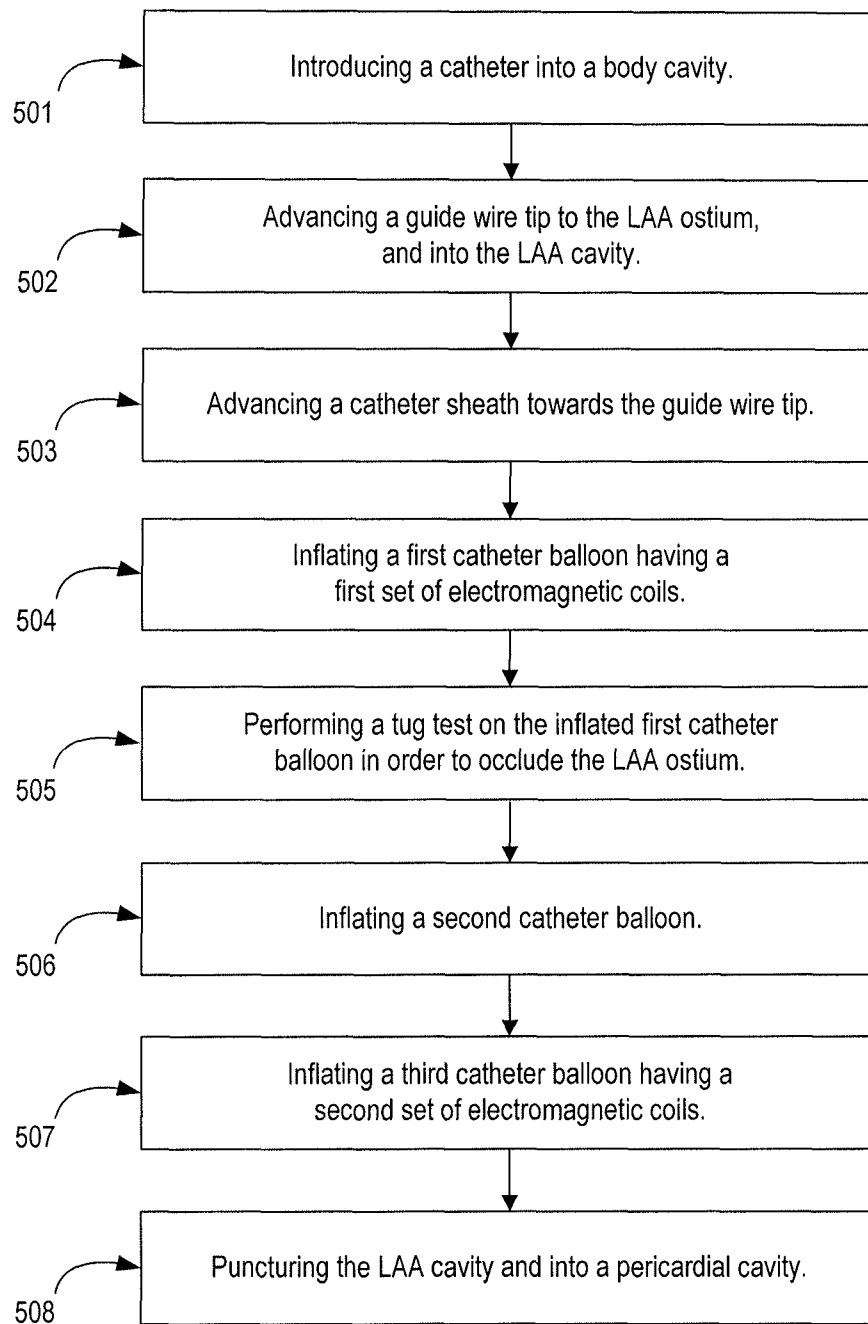 501
Introducing a catheter into a body cavity.
502
Advancing a guide wire tip to the LAA ostium,
and into the LAA cavity.
503
Advancing a catheter sheath towards the guide wire tip.
504
Inflating a first catheter balloon having a
first set of electromagnetic coils.
505
Performing a tug test on the inflated first catheter
balloon in order to occlude the LAA ostium.
506
Inflating a second catheter balloon.
507
Inflating a third catheter balloon having a
second set of electromagnetic coils.
508
Puncturing the LAA cavity and into a pericardial cavity.